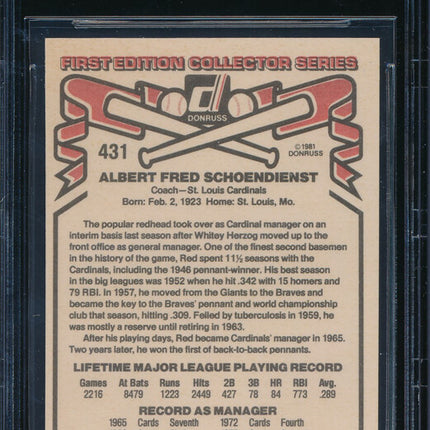 FIRST EDITION COLLECTOR SERIES
d
DONRUSS
431
©1981
DONRUSS
ALBERT FRED SCHOENDIENST
Coach—St. Louis Cardinals
Born: Feb. 2, 1923 Home: St. Louis, Mo.
The popular redhead took over as Cardinal manager on an
interim basis last season after Whitey Herzog moved up to the
front office as general manager. One of the finest second basemen
in the history of the game, Red spent 11½ seasons with the
Cardinals, including the 1946 pennant-winner. His best season
in the big leagues was 1952 when he hit .342 with 15 homers and
79 RBI. In 1957, he moved from the Giants to the Braves and
became the key to the Braves' pennant and world championship
club that season, hitting .309. Felled by tuberculosis in 1959, he
was mostly a reserve until retiring in 1963.
After his playing days, Red became Cardinals' manager in 1965.
Two years later, he won the first of back-to-back pennants.
LIFETIME MAJOR LEAGUE PLAYING RECORD
Games At Bats Runs Hits 2B 3B HR RBI Avg.
2216 8479 1223 2449 427 78 84 773 .289
RECORD AS MANAGER
1965 Cards Seventh 1972 Cards Fourth